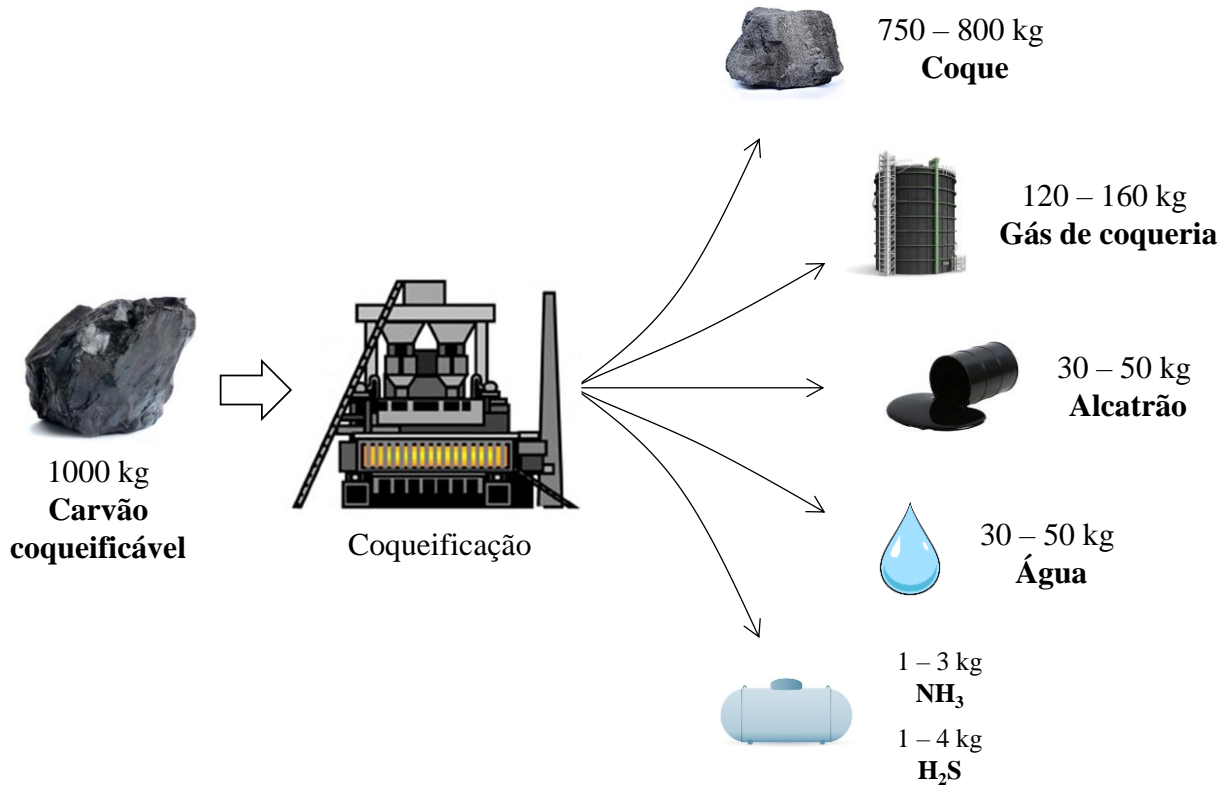 1000 kg
Carvão
coqueificável
Coqueificação
750 – 800 kg
Coque
120 – 160 kg
Gás de coqueria
30 – 50 kg
Alcatrão
30 – 50 kg
Água
1 – 3 kg
NH₃
1 – 4 kg
H₂S